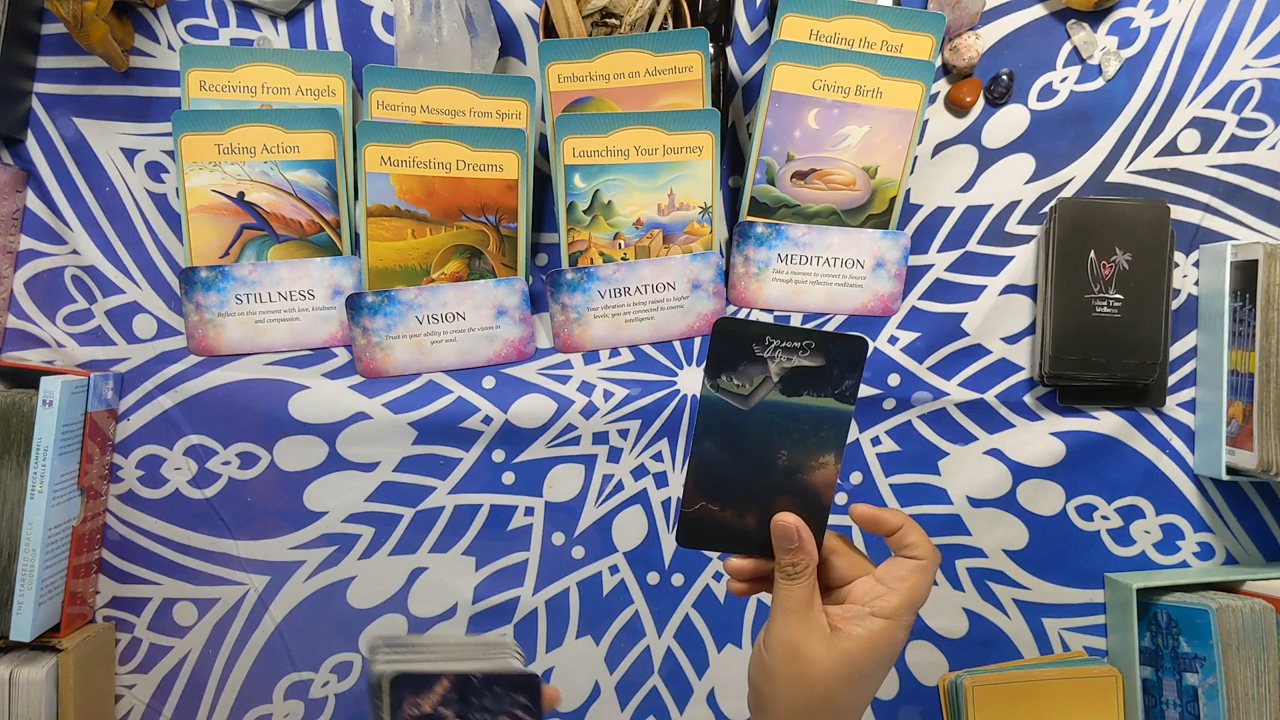 Receiving from Angels
Hearing Messages from Spirit
Embarking on an Adventure
Healing the Past
Taking Action
Manifesting Dreams
Launching Your Journey
Giving Birth
STILLNESS
Reflect on this moment with love, kindness
and compassion.
VISION
Trust in your ability to create the vision in
your soul.
VIBRATION
Your vibration is being raised to higher
levels; you are connected to cosmic
intelligence.
MEDITATION
Take a moment to connect to Source
through quiet reflective meditation.
of
Swords
Island Time
Wellness
REBECCA CAMPBELL
DANIELLE NOEL
THE STARSEED ORACLE
GUIDEBOOK